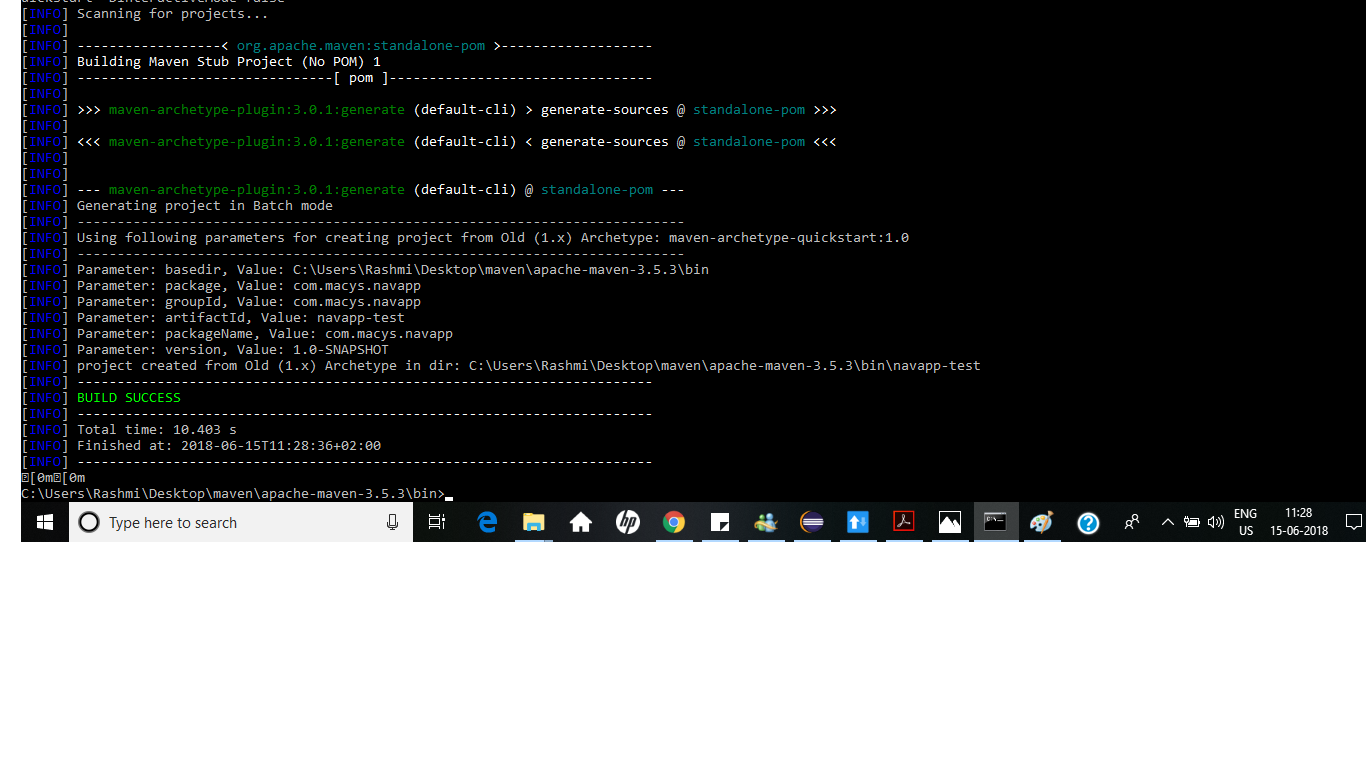 [INFO] Scanning for projects...
[INFO]
[INFO] ------------------< org.apache.maven:standalone-pom >-------------------
[INFO] Building Maven Stub Project (No POM) 1
[INFO] --------------------------------[ pom ]---------------------------------
[INFO]
[INFO] >>> maven-archetype-plugin:3.0.1:generate (default-cli) > generate-sources @ standalone-pom >>>
[INFO]
[INFO] <<< maven-archetype-plugin:3.0.1:generate (default-cli) < generate-sources @ standalone-pom <<<
[INFO]
[INFO]
[INFO] --- maven-archetype-plugin:3.0.1:generate (default-cli) @ standalone-pom ---
[INFO] Generating project in Batch mode
[INFO] ----------------------------------------------------------------------------
[INFO] Using following parameters for creating project from Old (1.x) Archetype: maven-archetype-quickstart:1.0
[INFO] ----------------------------------------------------------------------------
[INFO] Parameter: basedir, Value: C:\Users\Rashmi\Desktop\maven\apache-maven-3.5.3\bin
[INFO] Parameter: package, Value: com.macys.navapp
[INFO] Parameter: groupId, Value: com.macys.navapp
[INFO] Parameter: artifactId, Value: navapp-test
[INFO] Parameter: packageName, Value: com.macys.navapp
[INFO] Parameter: version, Value: 1.0-SNAPSHOT
[INFO] project created from Old (1.x) Archetype in dir: C:\Users\Rashmi\Desktop\maven\apache-maven-3.5.3\bin\navapp-test
[INFO] ------------------------------------------------------------------------
[INFO] BUILD SUCCESS
[INFO] ------------------------------------------------------------------------
[INFO] Total time: 10.403 s
[INFO] Finished at: 2018-06-15T11:28:36+02:00
[INFO] ------------------------------------------------------------------------
[0m[0m
C:\Users\Rashmi\Desktop\maven\apache-maven-3.5.3\bin>
Type here to search
hp
ENG
US
11:28
15-06-2018